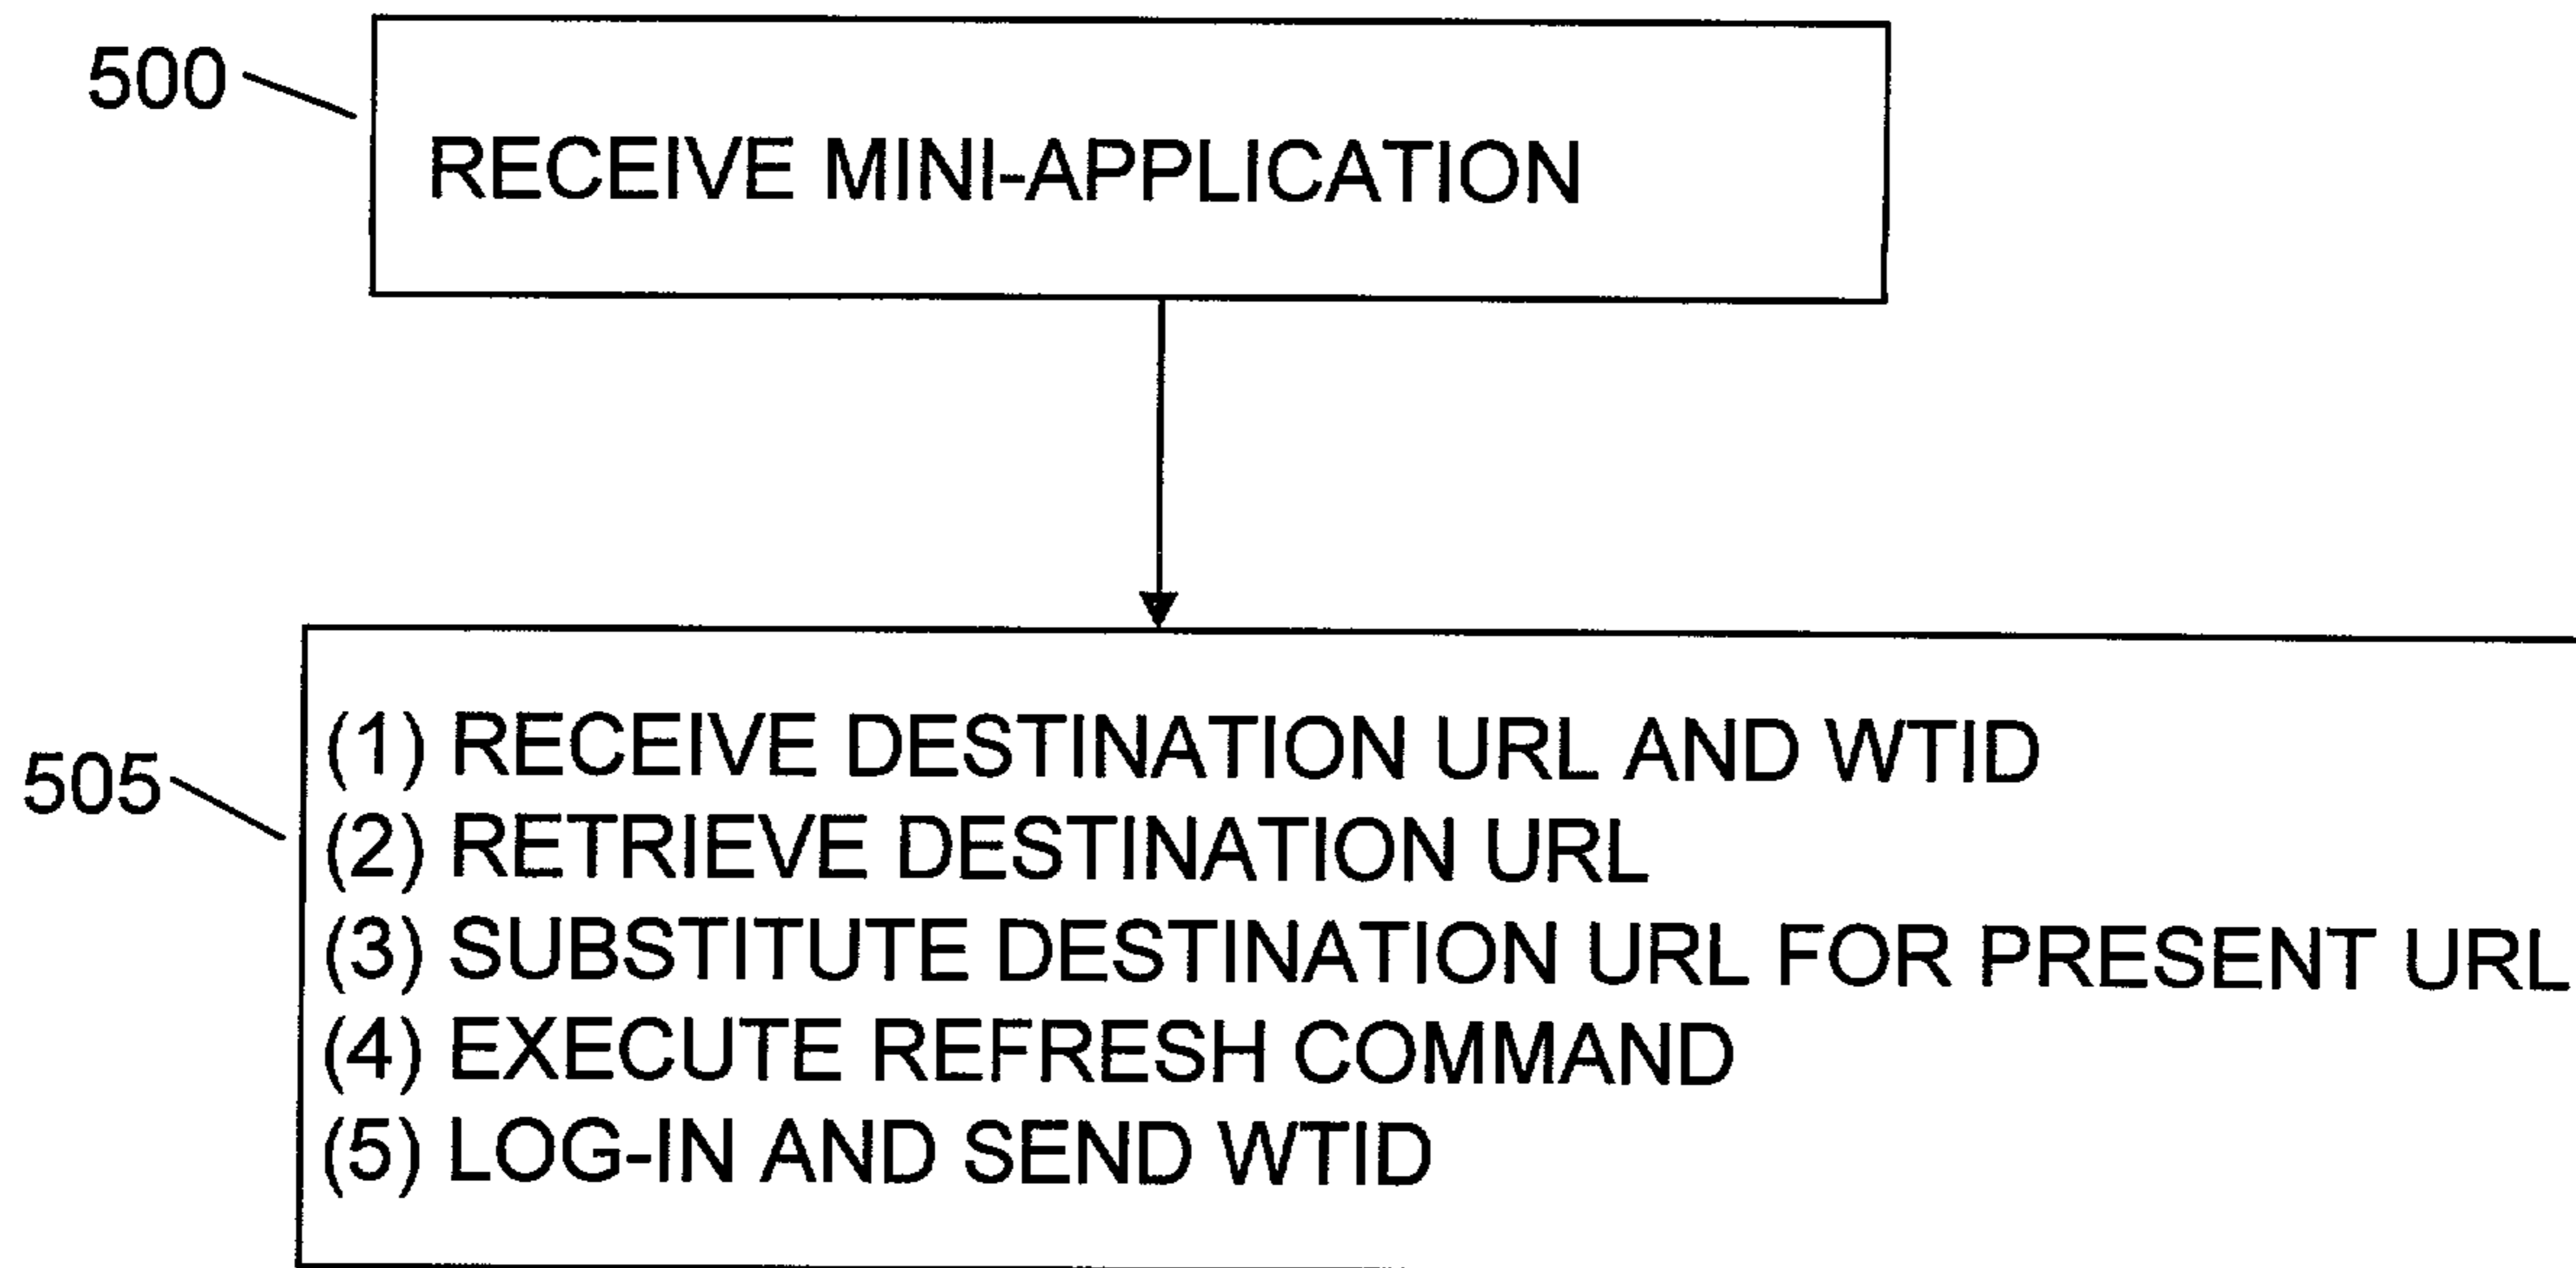 500
RECEIVE MINI-APPLICATION
505
(1) RECEIVE DESTINATION URL AND WTID
(2) RETRIEVE DESTINATION URL
(3) SUBSTITUTE DESTINATION URL FOR PRESENT URL
(4) EXECUTE REFRESH COMMAND
(5) LOG-IN AND SEND WTID